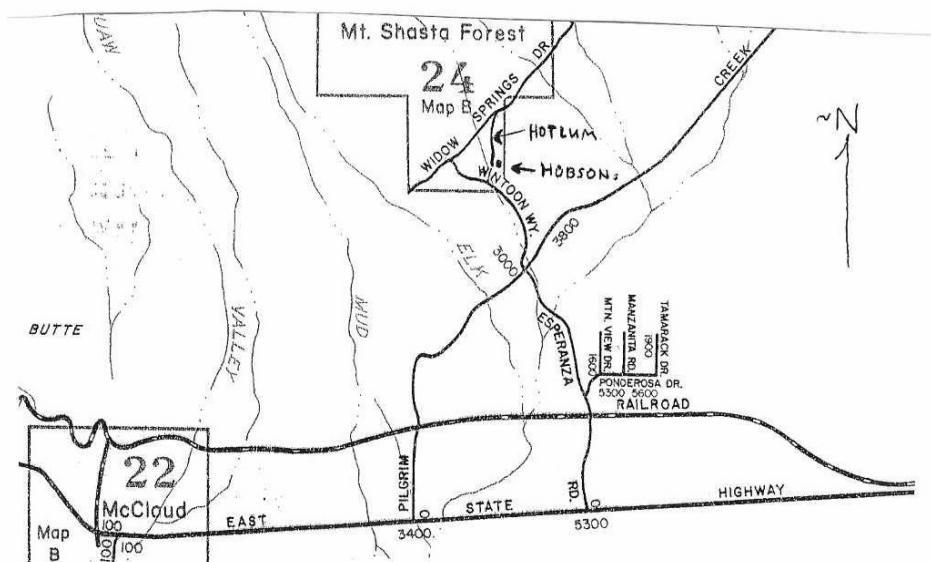 Mt. Shasta Forest
24
Map B
WIDOW SPRINGS DR
CREEK
HOTLUM
HOBSONS
N
WINTOON WY.
3800
3000
ELK
MUD
VALLEY
BUTTE
ESPERANZA
1600
MTN. VIEW DR.
MANZANITA RD.
1900
TAMARACK DR.
PONDEROSA DR.
5300 5600
RAILROAD
22
McCloud
Map
B
100
100
100
EAST
PILGRIM
0
3400
STATE
RD.
0
5300
HIGHWAY